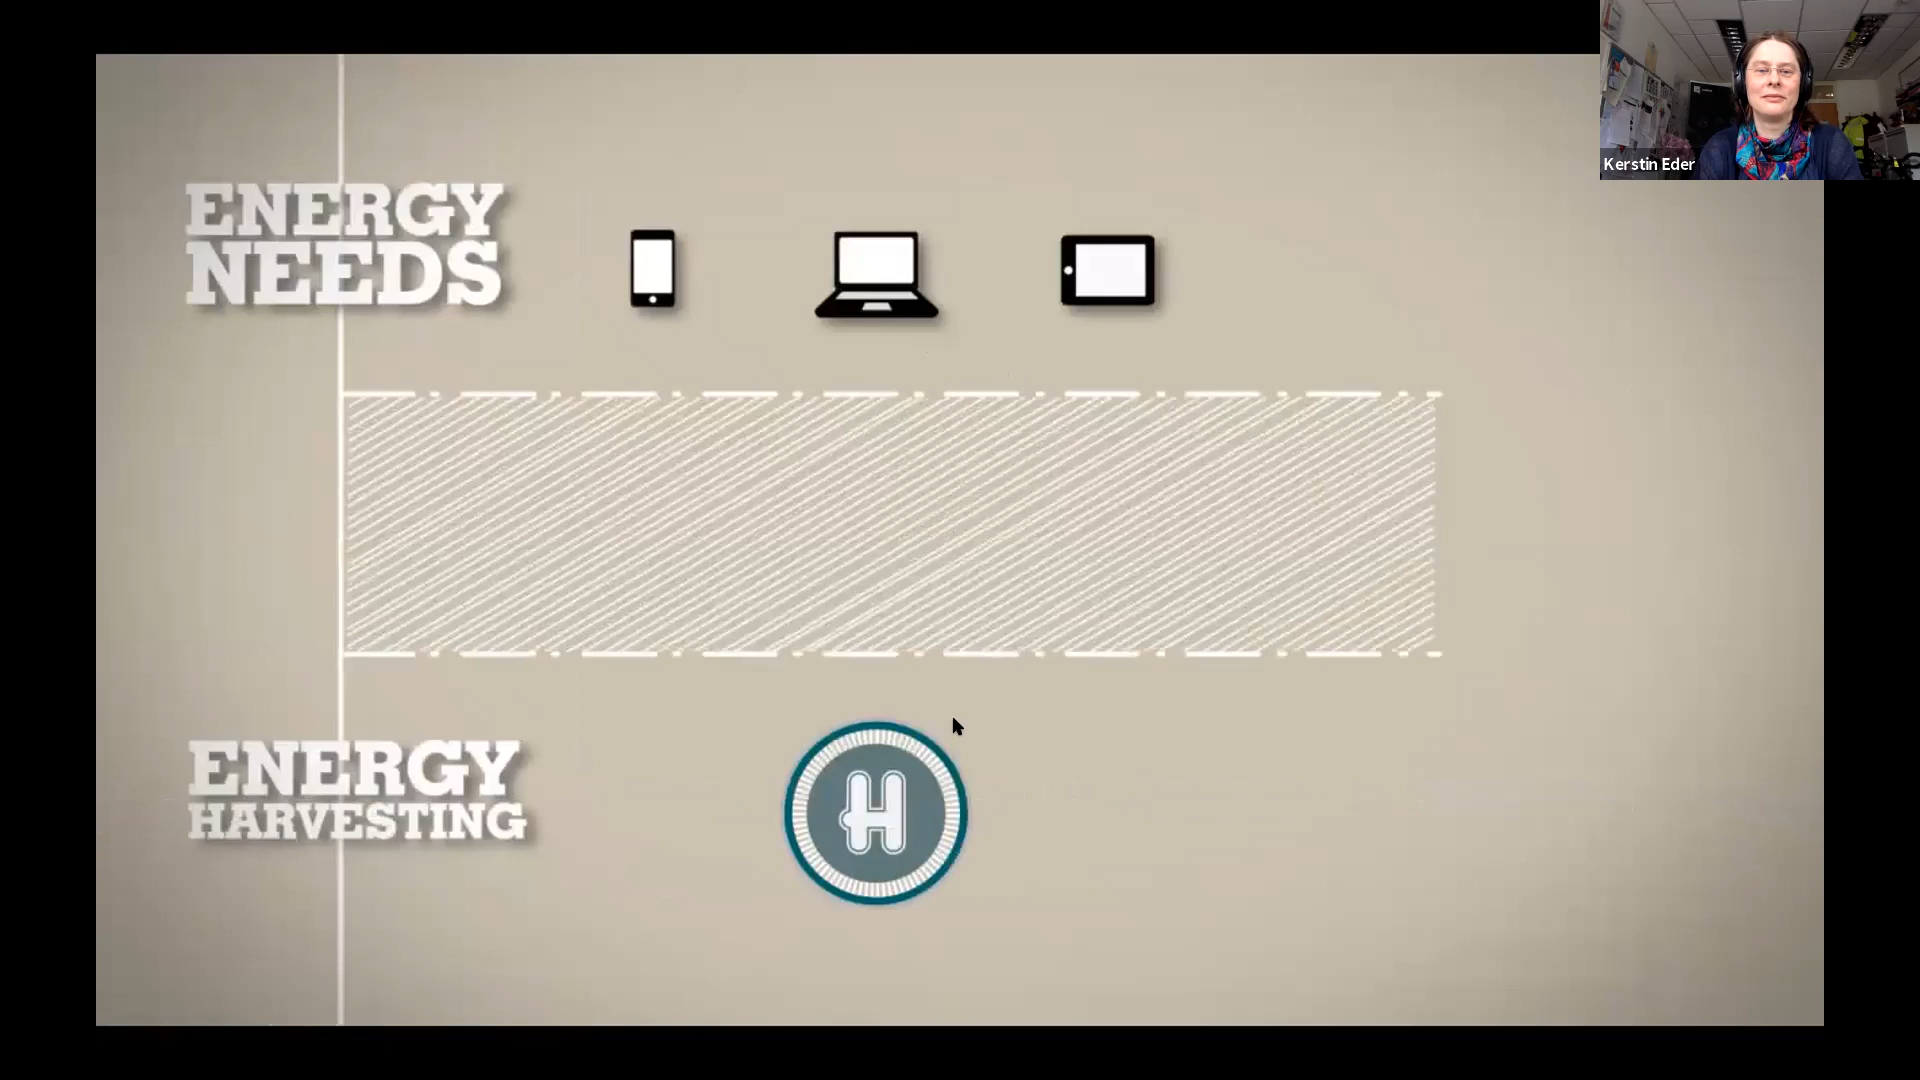 Kerstin Eder
ENERGY
NEEDS
ENERGY
HARVESTING
H